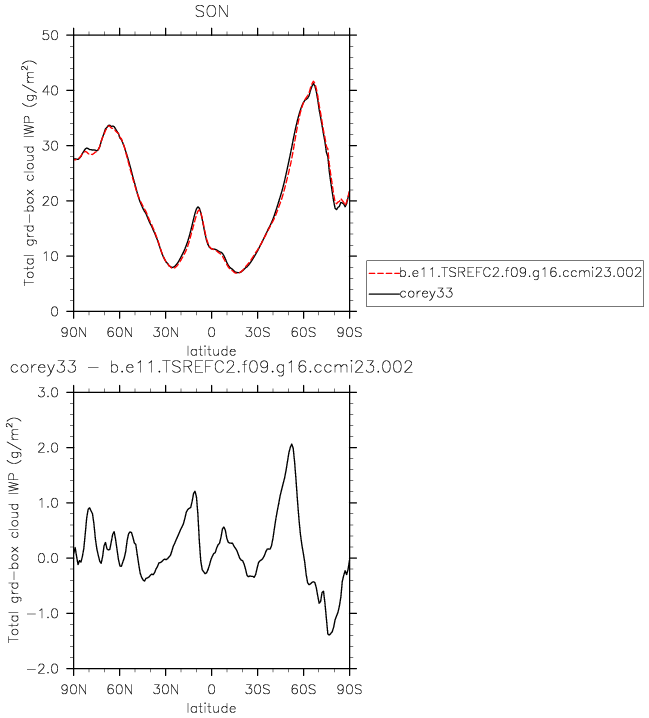 SON
Total grd-box cloud IWP (g/m²)
50
40
30
20
10
0
90N 60N 30N 0 30S 60S 90S
latitude
b.e11.TSREFC2.f09.g16.ccmi23.002
corey33
corey33 - b.e11.TSREFC2.f09.g16.ccmi23.002
Total grd-box cloud IWP (g/m²)
3.0
2.0
1.0
0.0
-1.0
-2.0
90N 60N 30N 0 30S 60S 90S
latitude